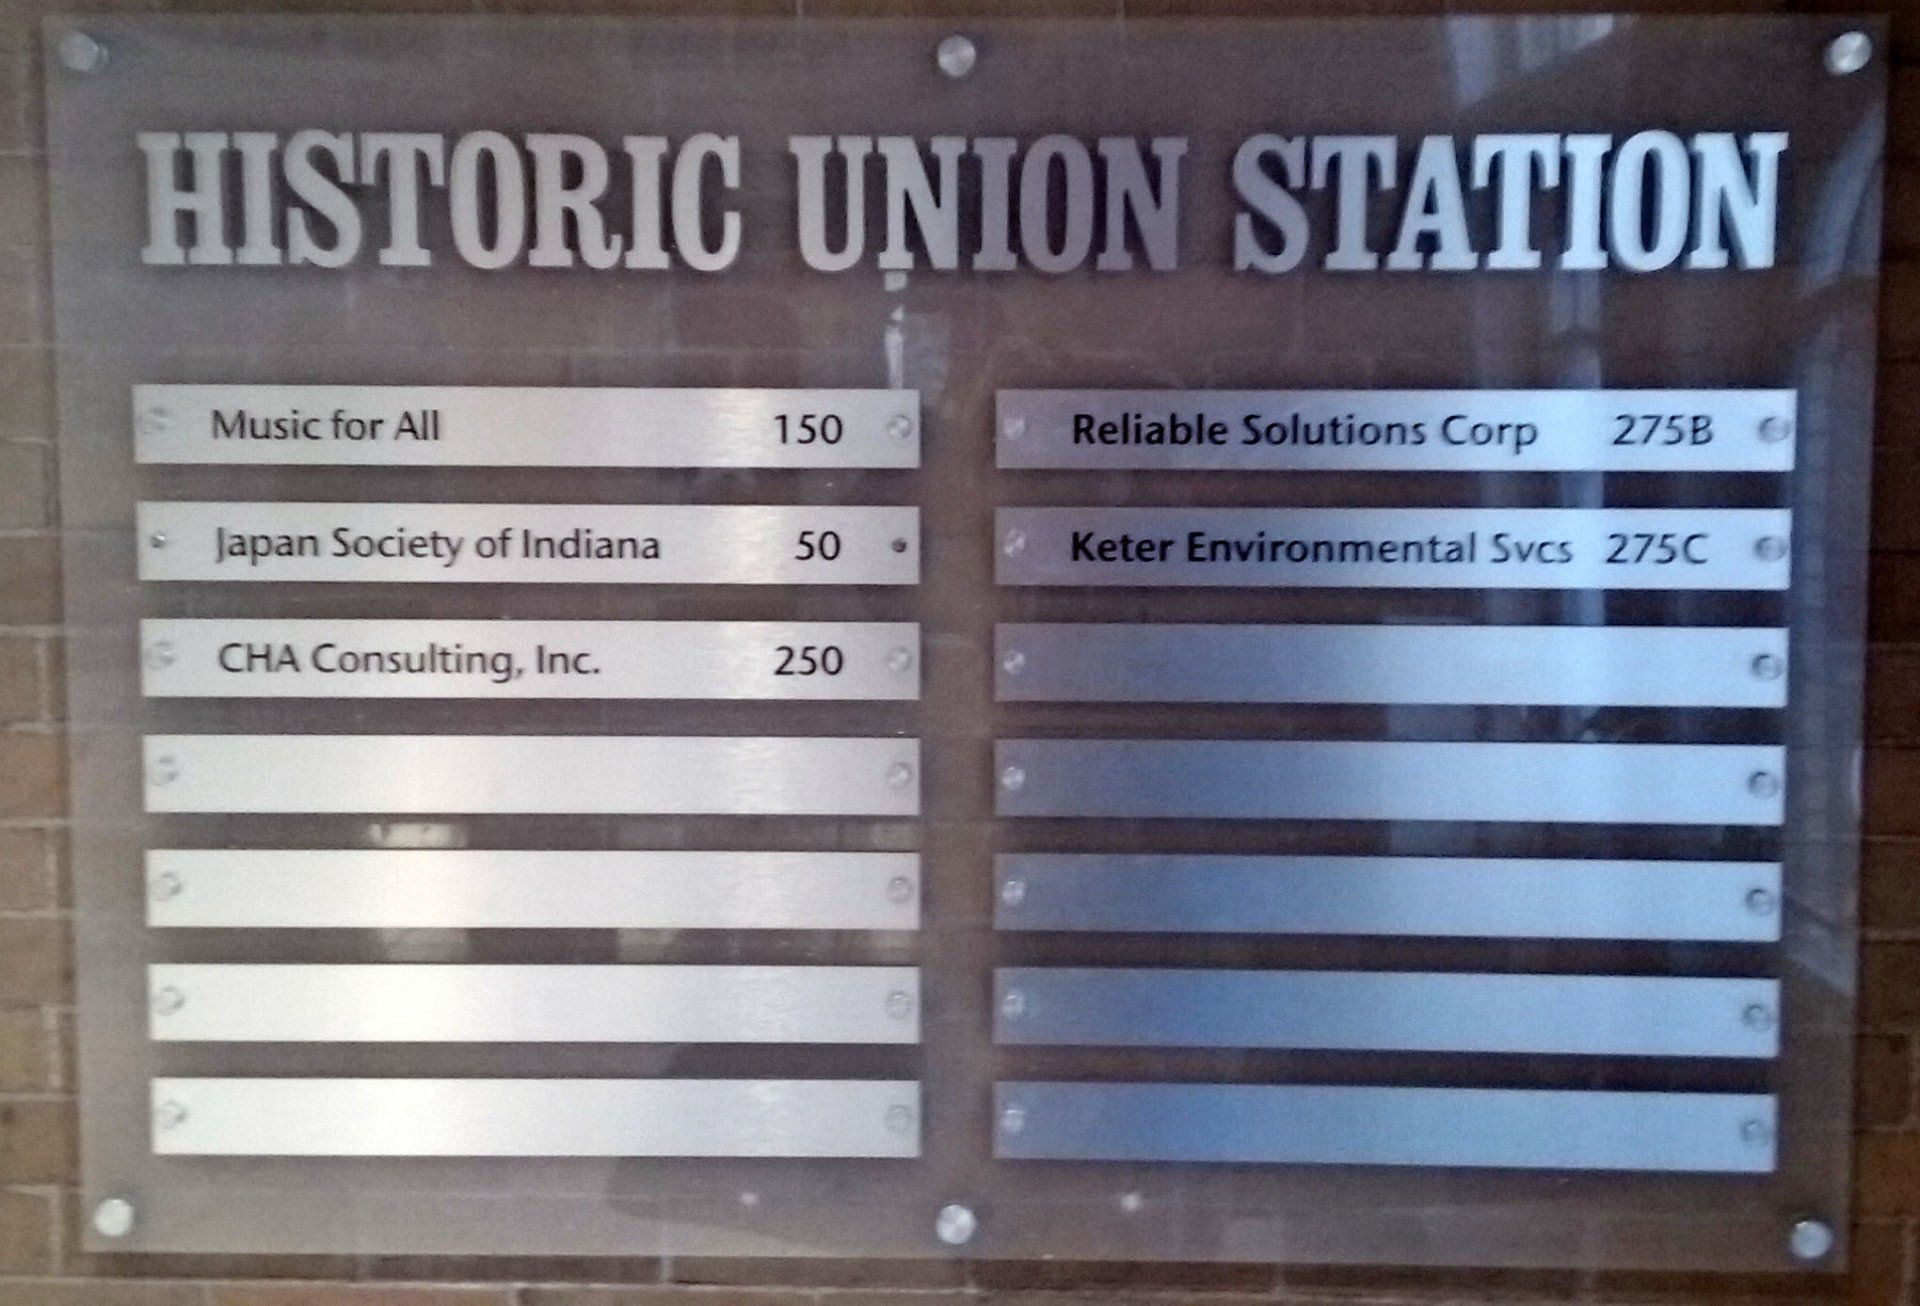 HISTORIC UNION STATION
Music for All 150
Japan Society of Indiana 50
CHA Consulting, Inc. 250
Reliable Solutions Corp 275B
Keter Environmental Svcs 275C